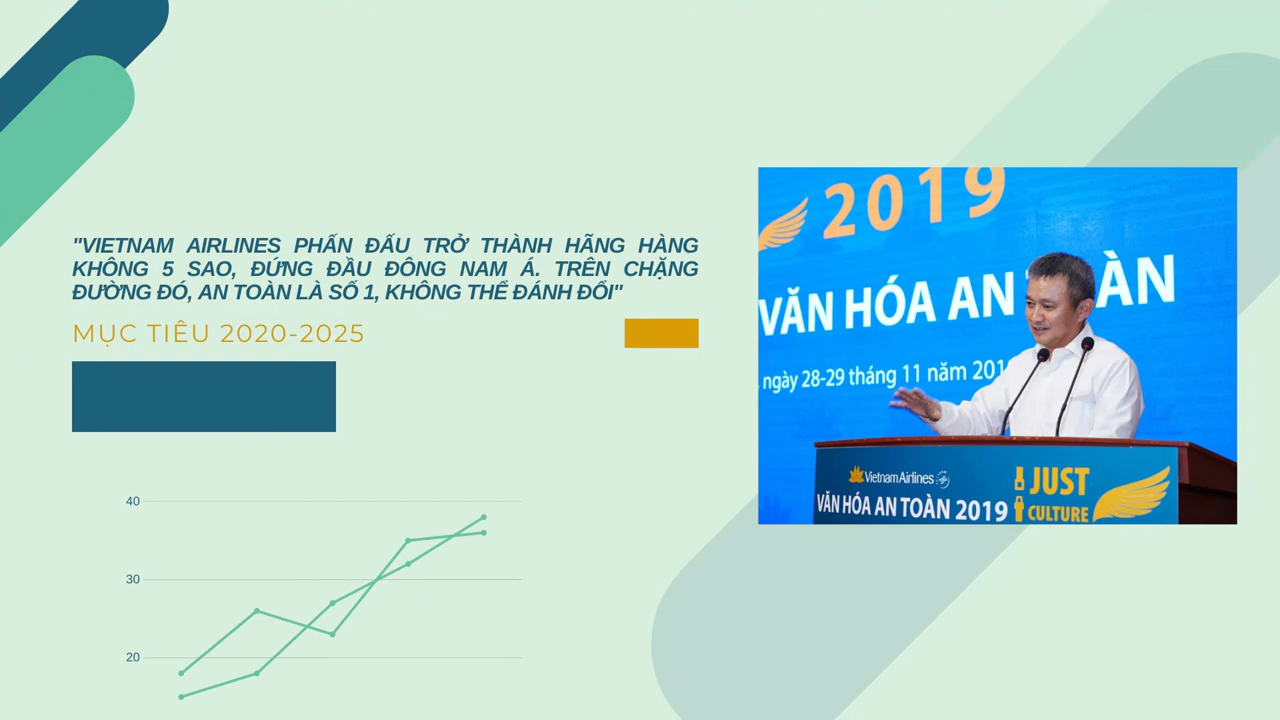 "VIETNAM AIRLINES PHẤN ĐẤU TRỞ THÀNH HÃNG HÀNG
KHÔNG 5 SAO, ĐỨNG ĐẦU ĐÔNG NAM Á. TRÊN CHẶNG
ĐƯỜNG ĐÓ, AN TOÀN LÀ SỐ 1, KHÔNG THỂ ĐÁNH ĐỔI"
MỤC TIÊU 2020-2025
40
30
20
2019
VĂN HÓA AN TOÀN
ngày 28-29 tháng 11 năm 201
Vietnam Airlines
VĂN HÓA AN TOÀN 2019
JUST
CULTURE